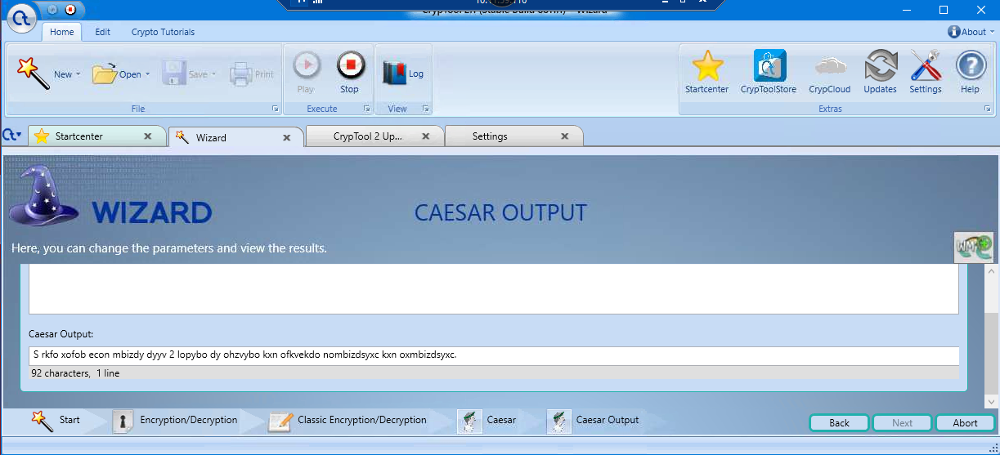 Home Edit Crypto Tutorials About
New Open Save Print Play Stop Log Startcenter CrypToolStore CrypCloud Updates Settings Help
File Execute View Extras
Startcenter Wizard CrypTool 2 Up... Settings
WIZARD CAESAR OUTPUT
Here, you can change the parameters and view the results.
Caesar Output:
S rkfo xofob econ mbizdy dyyv 2 lopybo dy ohzvybo kxn ofkvekdo nombizdsyxc kxn oxmbizdsyxc.
92 characters, 1 line
Start Encryption/Decryption Classic Encryption/Decryption Caesar Caesar Output Back Next Abort